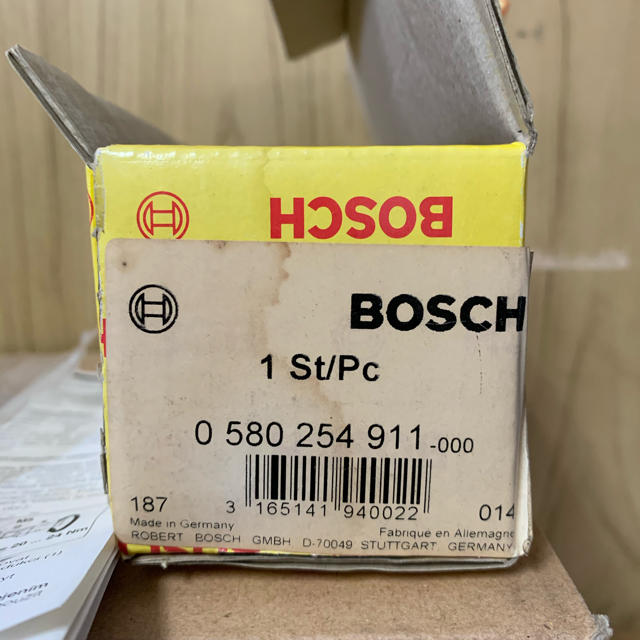 BOSCH
BOSCH
1 St/Pc
0 580 254 911-000
187 3 165141 940022 014
Made in Germany Fabrique en Allemagne
ROBERT BOSCH GMBH D-70049 STUTTGART, GERMANY